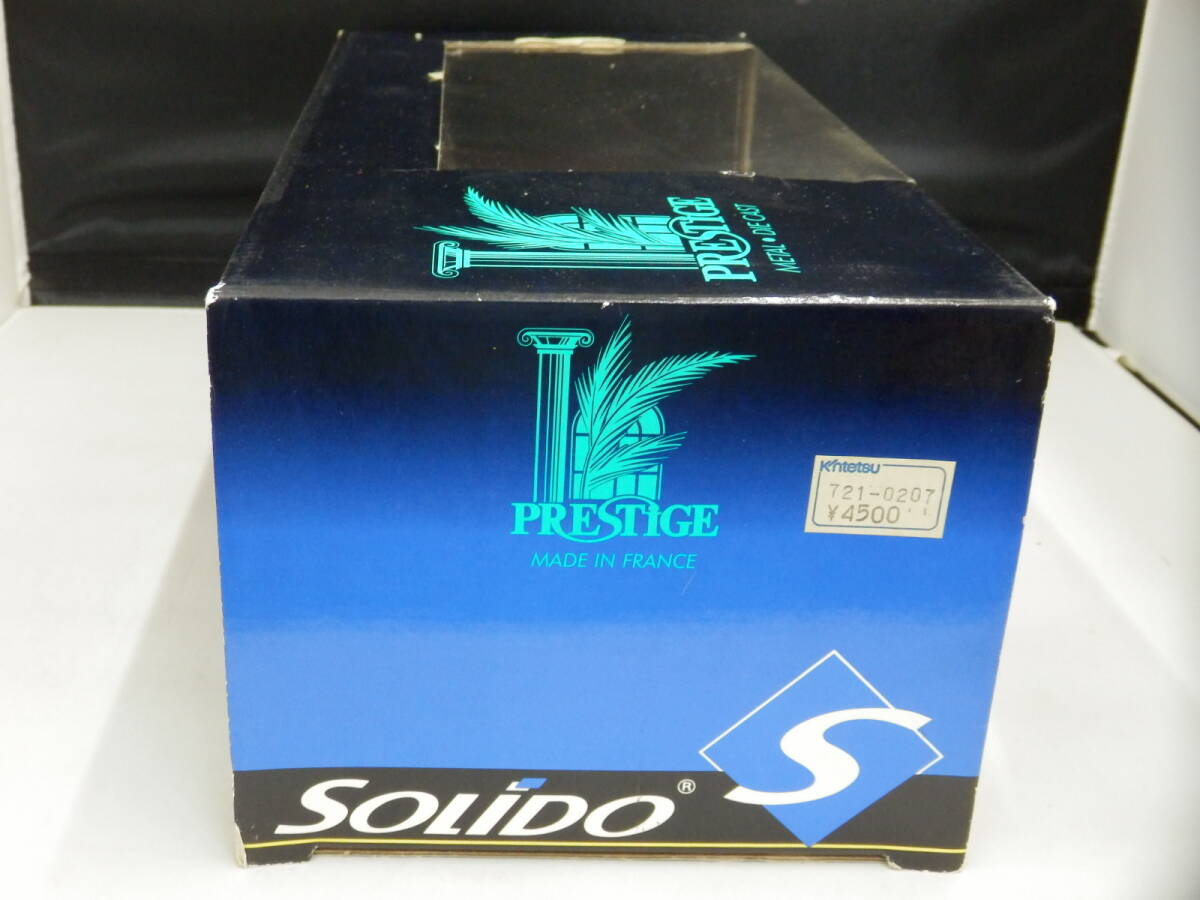 PRESTIGE
METAL • DIE CAST
PRESTIGE
MADE IN FRANCE
Kintetsu
721-0207
¥4500
SOLIDO ®
S